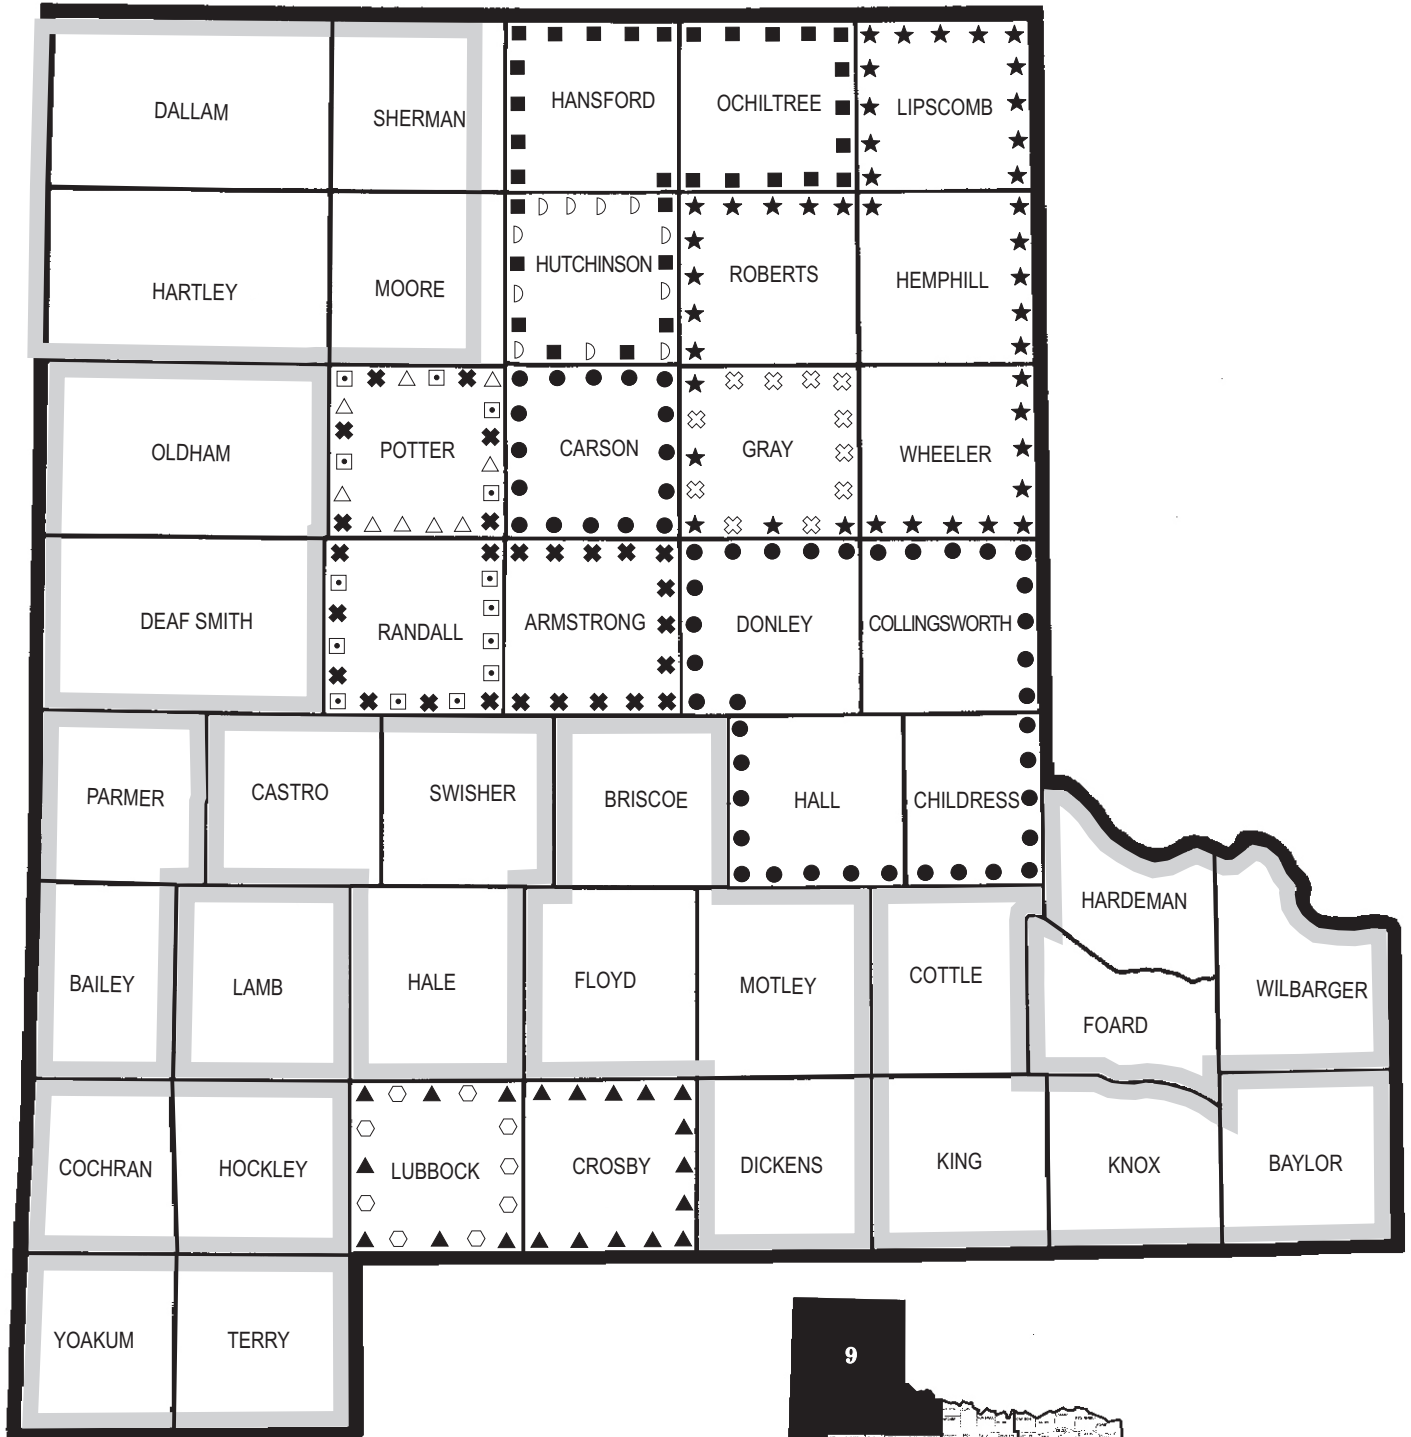 DALLAM
SHERMAN
HANSFORD
OCHILTREE
LIPSCOMB
HARTLEY
MOORE
HUTCHINSON
ROBERTS
HEMPHILL
OLDHAM
POTTER
CARSON
GRAY
WHEELER
DEAF SMITH
RANDALL
ARMSTRONG
DONLEY
COLLINGSWORTH
PARMER
CASTRO
SWISHER
BRISCOE
HALL
CHILDRESS
HARDEMAN
BAILEY
LAMB
HALE
FLOYD
MOTLEY
COTTLE
FOARD
WILBARGER
COCHRAN
HOCKLEY
LUBBOCK
CROSBY
DICKENS
KING
KNOX
BAYLOR
YOAKUM
TERRY
9